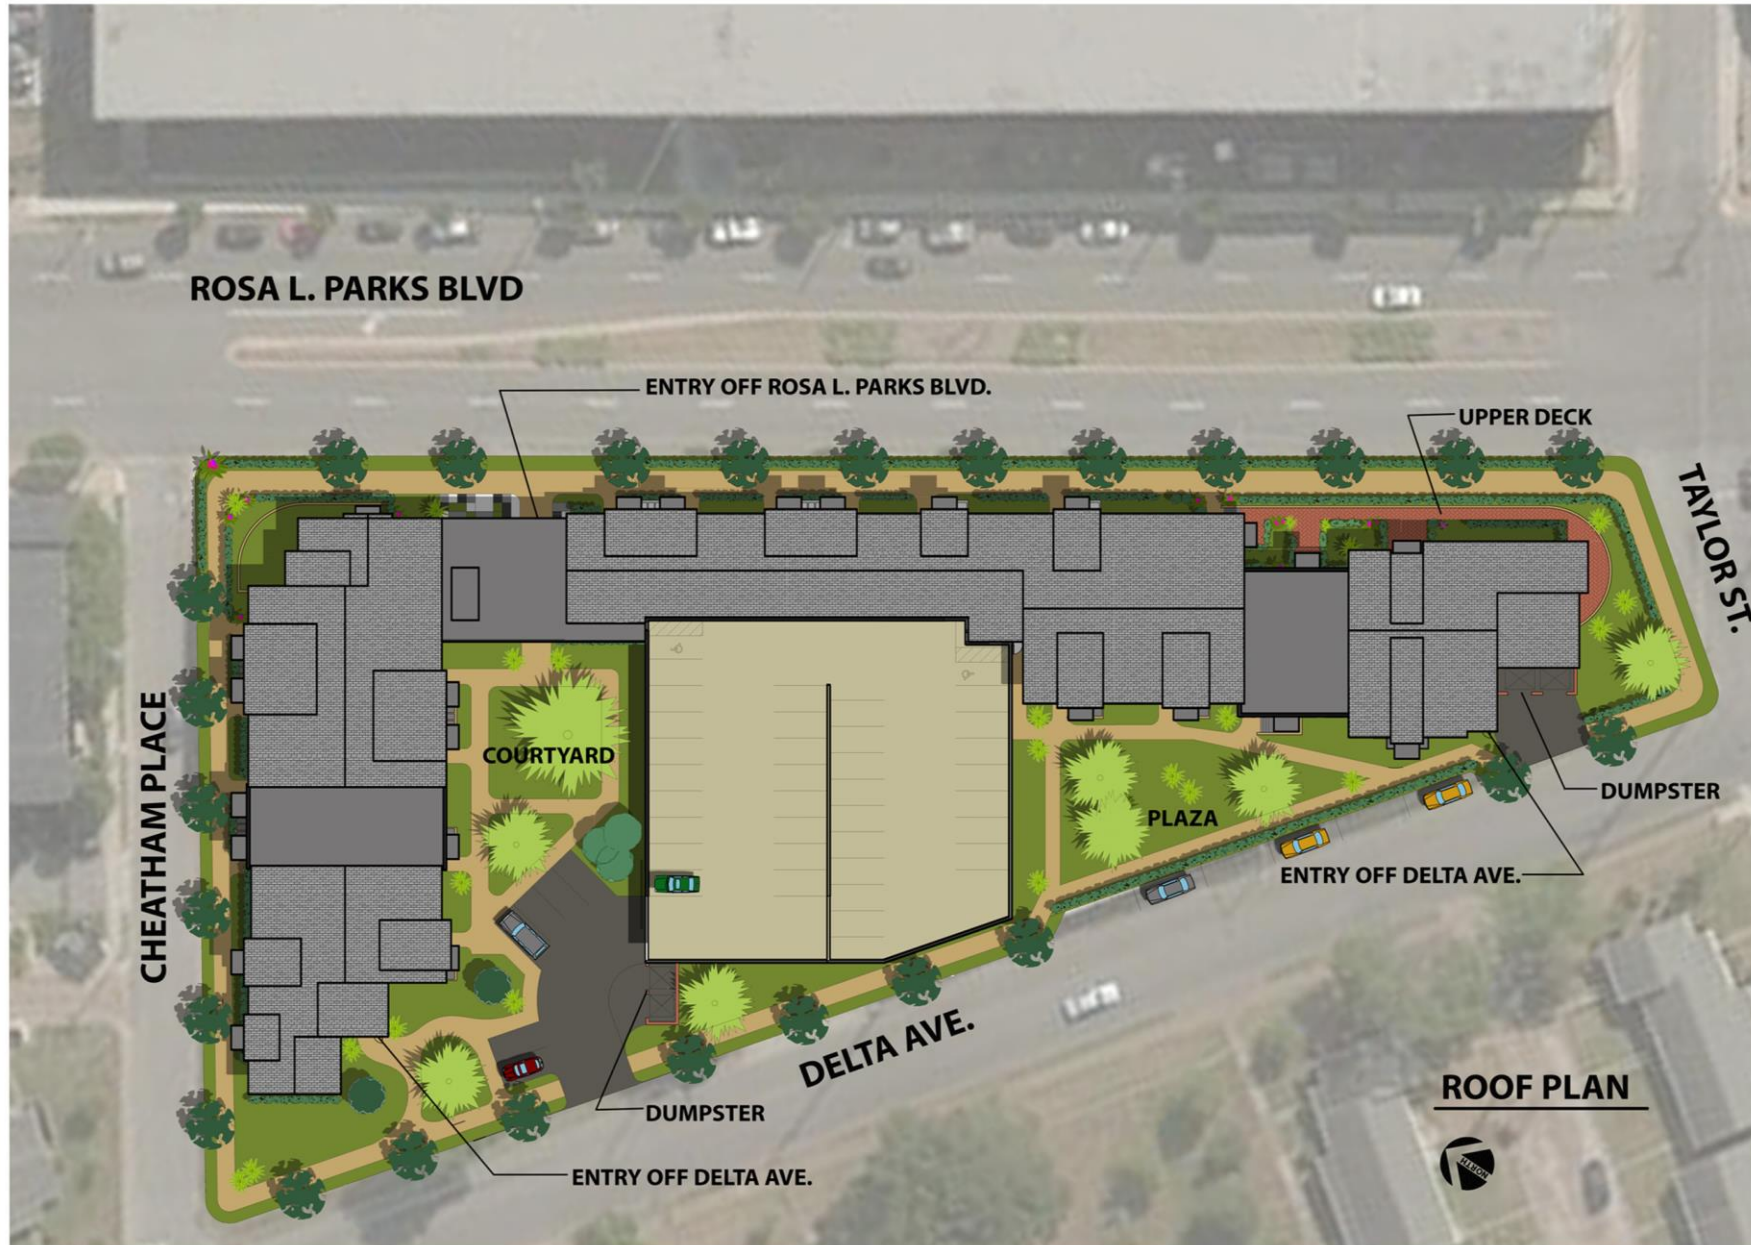 ROSA L. PARKS BLVD
ENTRY OFF ROSA L. PARKS BLVD.
UPPER DECK
TAYLOR ST.
CHEATHAM PLACE
COURTYARD
PLAZA
DUMPSTER
ENTRY OFF DELTA AVE.
DELTA AVE.
DUMPSTER
ENTRY OFF DELTA AVE.
ROOF PLAN
NORTH